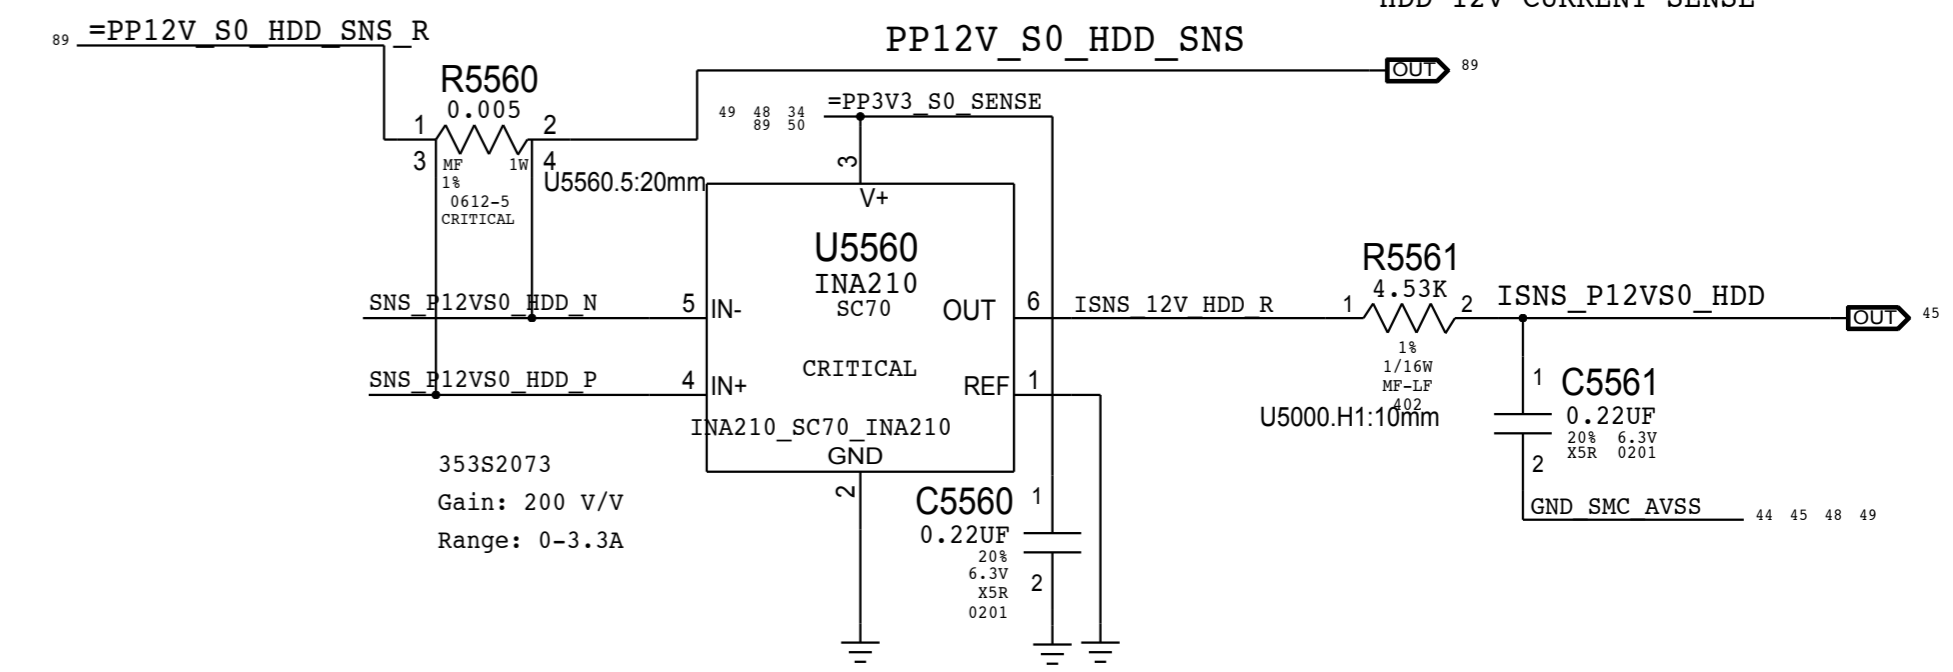 HDD 12V CURRENT SENSE
89 =PP12V_S0_HDD_SNS_R
PP12V_S0_HDD_SNS
OUT 89
R5560
0.005
1 2
3 4
MF 1W
1%
0612-5
CRITICAL
U5560.5:20mm
=PP3V3_S0_SENSE
49 48 34
89 50
3
V+
U5560
INA210
SC70
CRITICAL
INA210_SC70_INA210
GND
2
SNS_P12VS0_HDD_N 5 IN-
SNS_P12VS0_HDD_P 4 IN+
OUT 6 ISNS_12V_HDD_R
REF 1
R5561
4.53K
1 2
1%
1/16W
MF-LF
402
U5000.H1:10mm
ISNS_P12VS0_HDD
OUT 45
1
C5561
0.22UF
20% 6.3V
X5R 0201
2
GND_SMC_AVSS 44 45 48 49
353S2073
Gain: 200 V/V
Range: 0-3.3A
C5560
1
0.22UF
20%
6.3V
X5R
0201
2